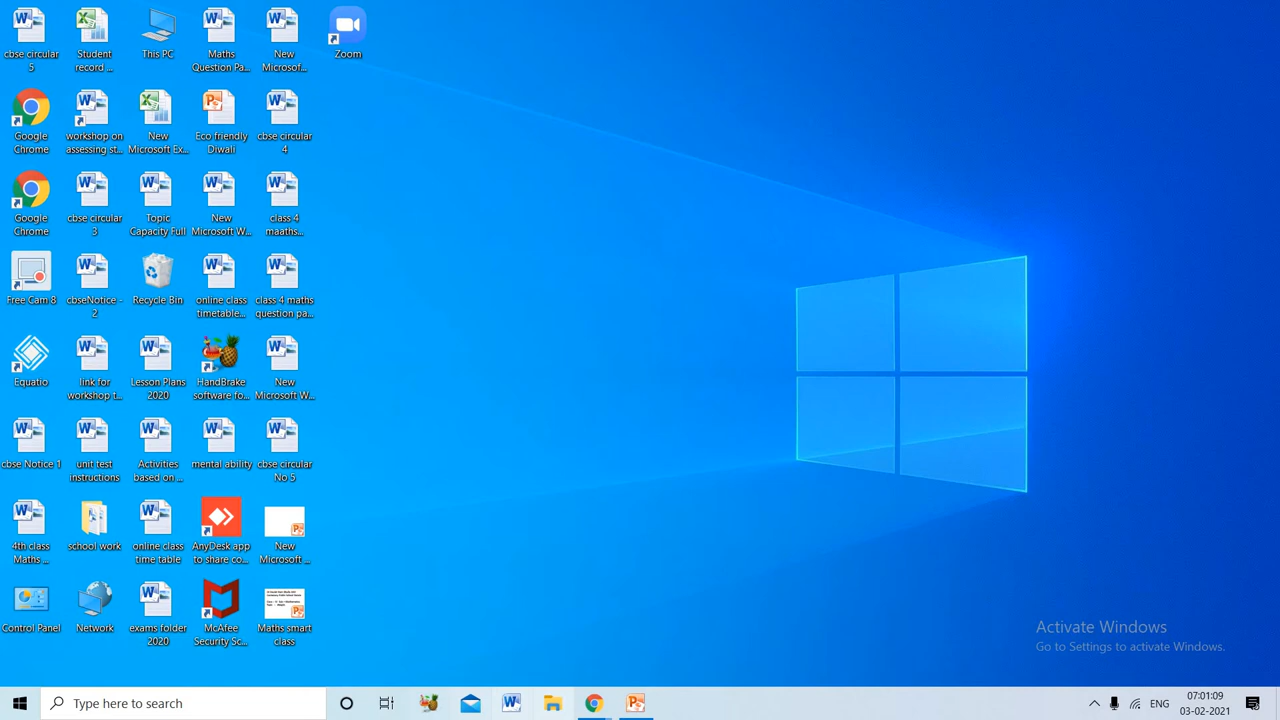 cbse circular
5
Student
record ...
This PC
Maths
Question Pa...
New
Microsof...
Zoom
Google
Chrome
workshop on
assessing st...
New
Microsoft Ex...
Eco friendly
Diwali
cbse circular
4
Google
Chrome
cbse circular
3
Topic
Capacity Full
New
Microsoft W...
class 4
maaths...
Free Cam 8
cbseNotice -
2
Recycle Bin
online class
timetable...
class 4 maths
question pa...
Equatio
link for
workshop t...
Lesson Plans
2020
HandBrake
software fo...
New
Microsoft W...
cbse Notice 1
unit test
instructions
Activities
based on ...
mental ability
cbse circular
No 5
4th class
Maths ...
school work
online class
time table
AnyDesk app
to share co...
New
Microsoft ...
Control Panel
Network
exams folder
2020
McAfee
Security Sc...
Maths smart
class
Activate Windows
Go to Settings to activate Windows.
Type here to search
ENG
07:01:09
03-02-2021